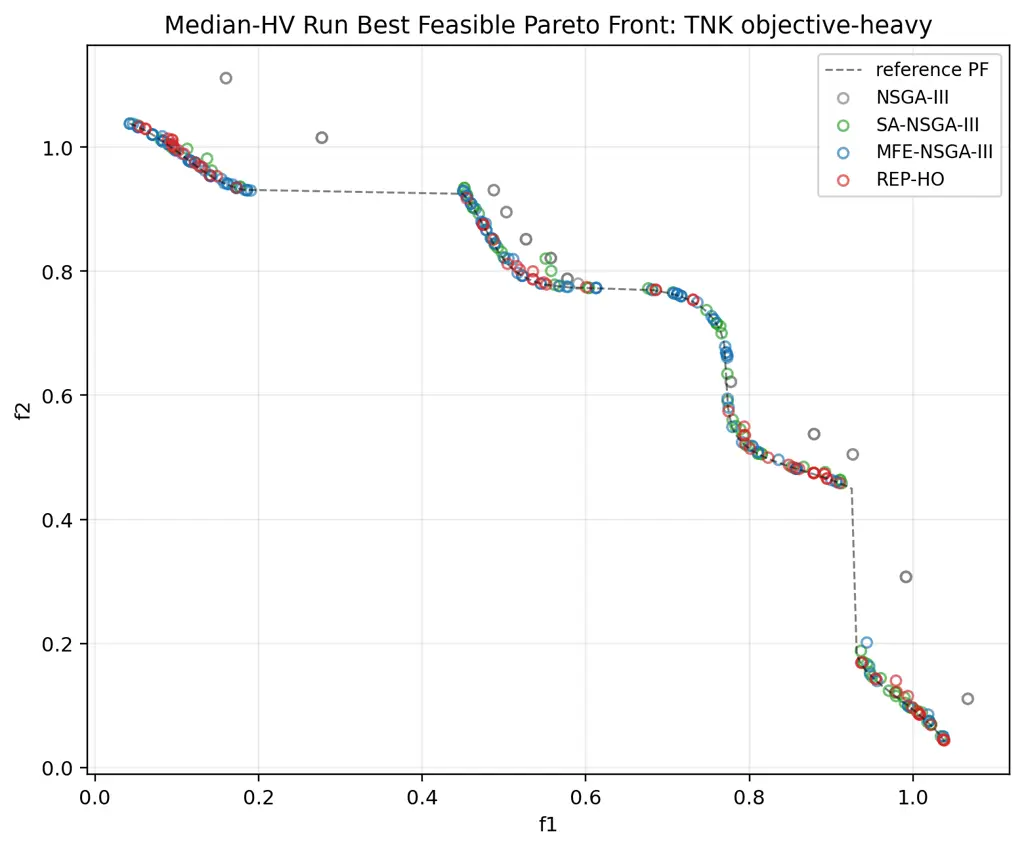 Median-HV Run Best Feasible Pareto Front: TNK objective-heavy
reference PF
NSGA-III
SA-NSGA-III
MFE-NSGA-III
REP-HO
f2
1.0
0.8
0.6
0.4
0.2
0.0
0.0 0.2 0.4 0.6 0.8 1.0
f1